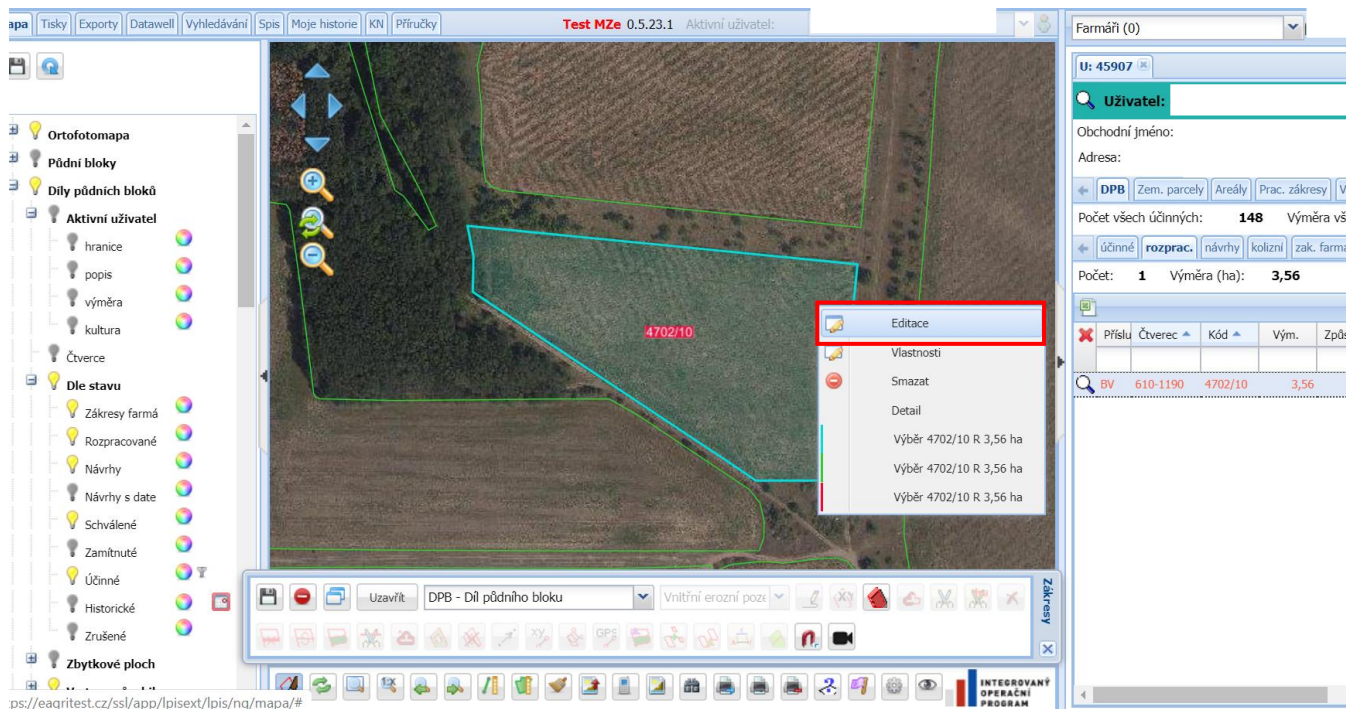 apa Tisky Exporty Datawell Vyhledávání Spis Moje historie KN Příručky Test MZe 0.5.23.1 Aktivní uživatel:
Farmáři (0)
Ortofotomapa
Půdní bloky
Díly půdních bloků
Aktivní uživatel
hranice
popis
výměra
kultura
Čtverce
Dle stavu
Zákresy farmá
Rozpracované
Návrhy
Návrhy s date
Schválené
Zamítnuté
Účinné
Historické
Zrušené
Zbytkové ploch
ps://eagritest.cz/ssl/app/lpisext/lpis/ng/mapa/#
4702/10
Editace
Vlastnosti
Smazat
Detail
Výběr 4702/10 R 3,56 ha
Výběr 4702/10 R 3,56 ha
Výběr 4702/10 R 3,56 ha
Uzavřít DPB - Díl půdního bloku Vnitřní erozní poze
XY GPS
Zákresy
INTEGROVANÝ
OPERAČNÍ
PROGRAM
U: 45907
Uživatel:
Obchodní jméno:
Adresa:
DPB Zem. parcely Areály Prac. zákresy V
Počet všech účinných: 148 Výměra vš
účinné rozprac. návrhy kolizní zak. farma
Počet: 1 Výměra (ha): 3,56
Příslu Čtverec Kód Vým. Způs
BV 610-1190 4702/10 3,56